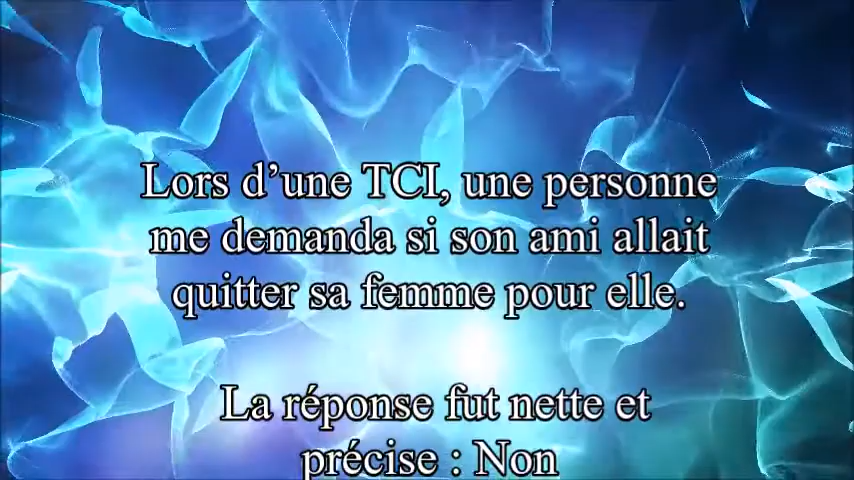 Lors d’une TCI, une personne
me demanda si son ami allait
quitter sa femme pour elle.
La réponse fut nette et
précise : Non